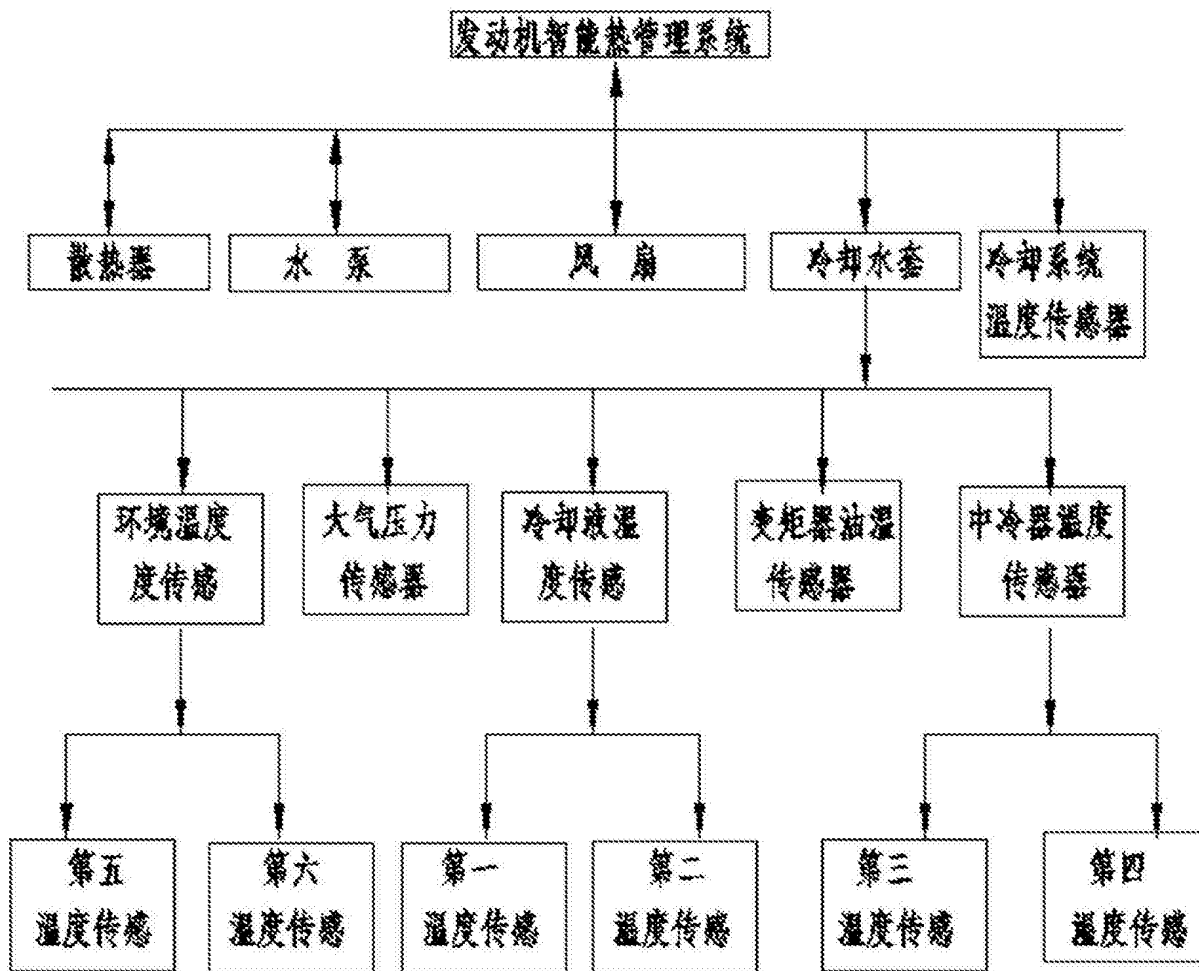 发动机智能热管理系统
散热器
水泵
风扇
冷却水套
冷却系统
温度传感器
环境温度
度传感
大气压力
传感器
冷却液温
度传感
变矩器油温
传感器
中冷器温度
传感器
第五
温度传感
第六
温度传感
第一
温度传感
第二
温度传感
第三
温度传感
第四
温度传感